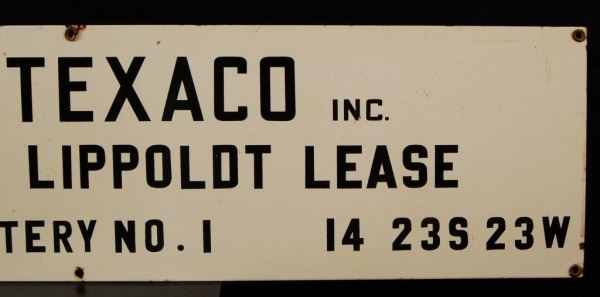 TEXACO INC.
LIPPOLDT LEASE
TERY NO. 1 14 23S 23W